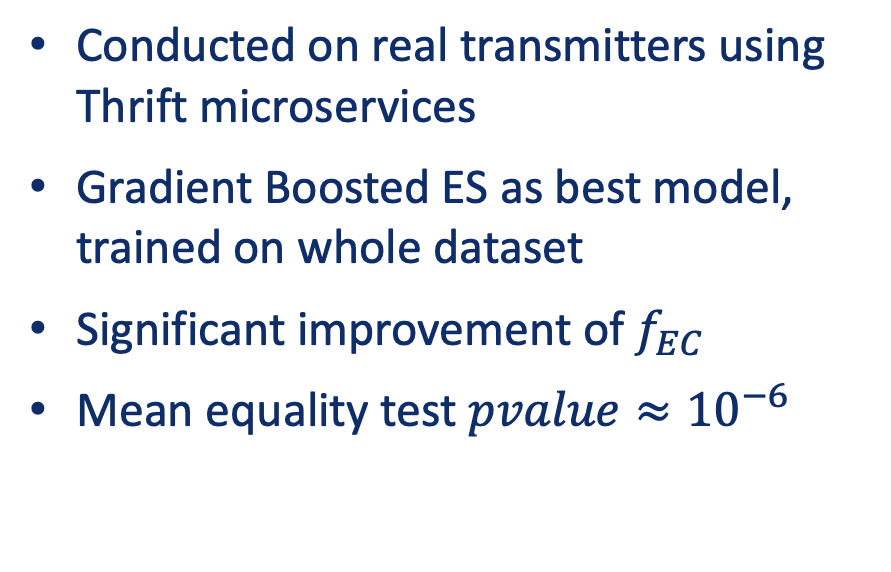 • Conducted on real transmitters using
Thrift microservices
• Gradient Boosted ES as best model,
trained on whole dataset
• Significant improvement of $f_{EC}$
• Mean equality test $pvalue \approx 10^{-6}$